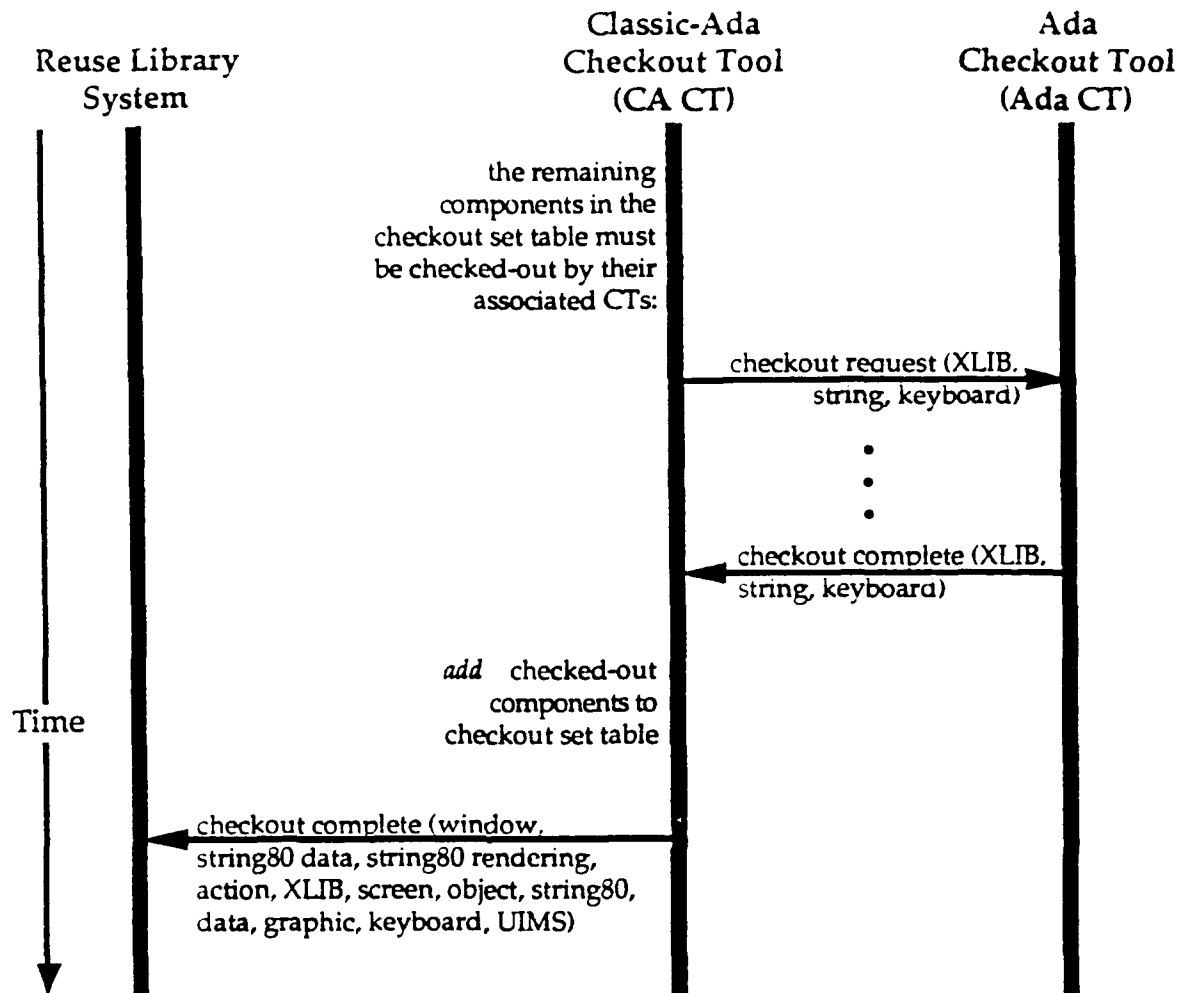 Reuse Library
System
Classic-Ada
Checkout Tool
(CA CT)
Ada
Checkout Tool
(Ada CT)
the remaining
components in the
checkout set table must
be checked-out by their
associated CTs:
checkout request (XLIB,
string, keyboard)
checkout complete (XLIB,
string, keyboard)
add checked-out
components to
checkout set table
Time
checkout complete (window,
string80 data, string80 rendering,
action, XLIB, screen, object, string80,
data, graphic, keyboard, UIMS)